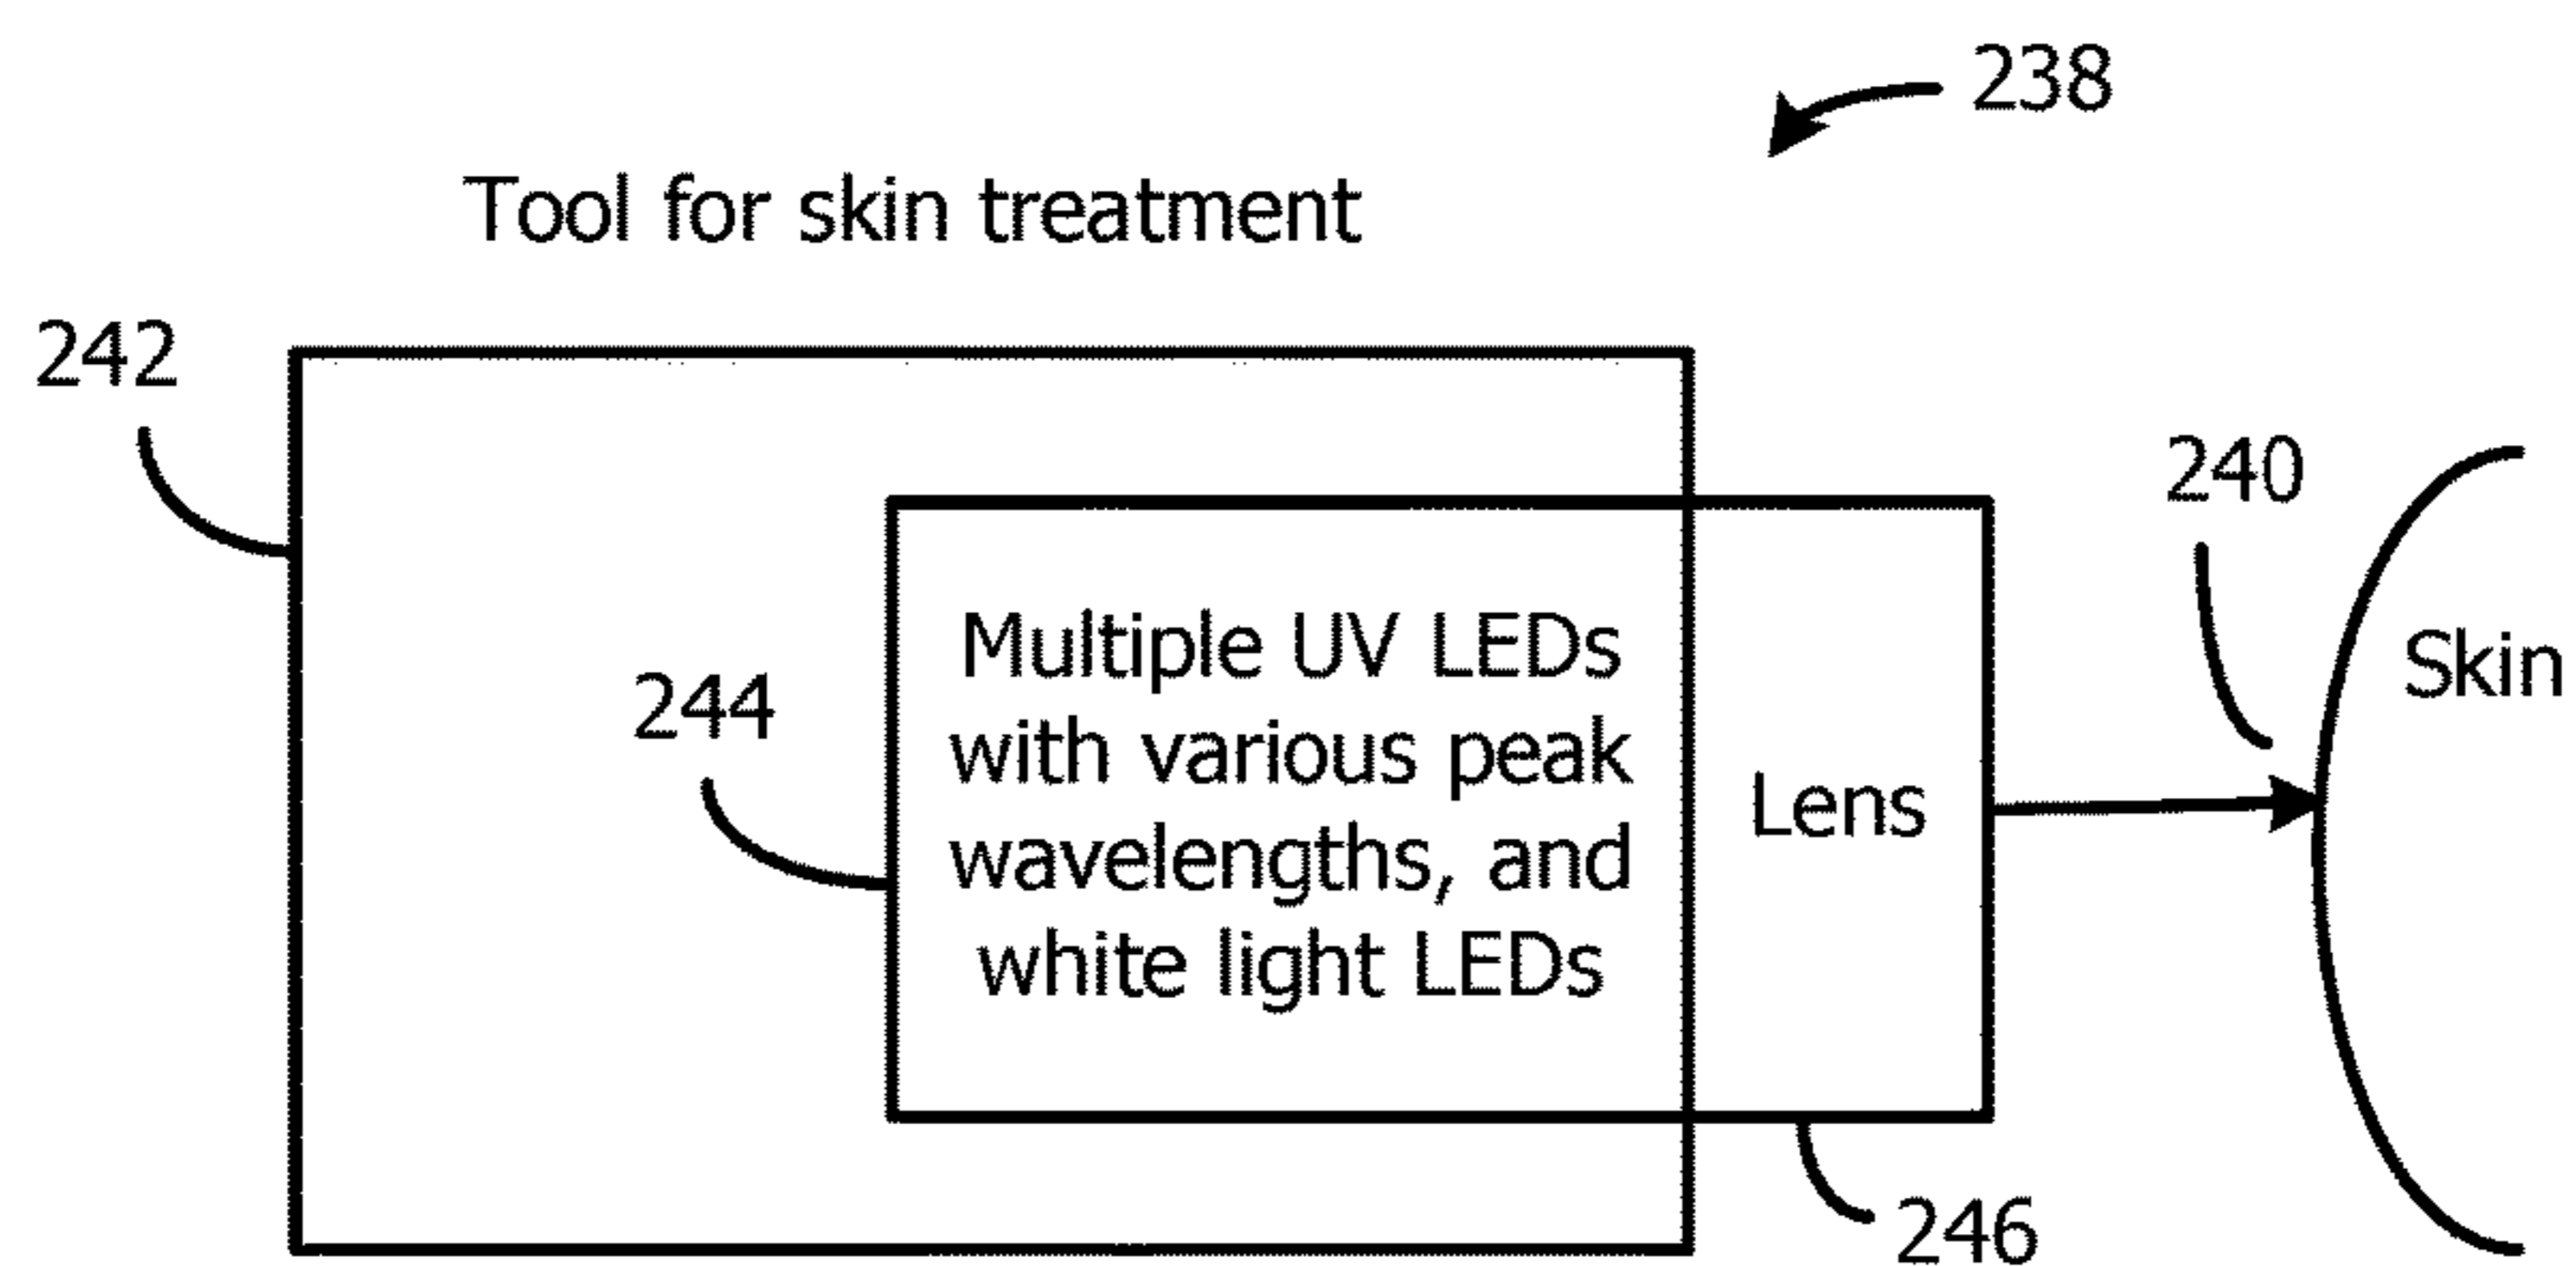 238
Tool for skin treatment
242
240
Skin
244
Multiple UV LEDs
with various peak
wavelengths, and
white light LEDs
Lens
246